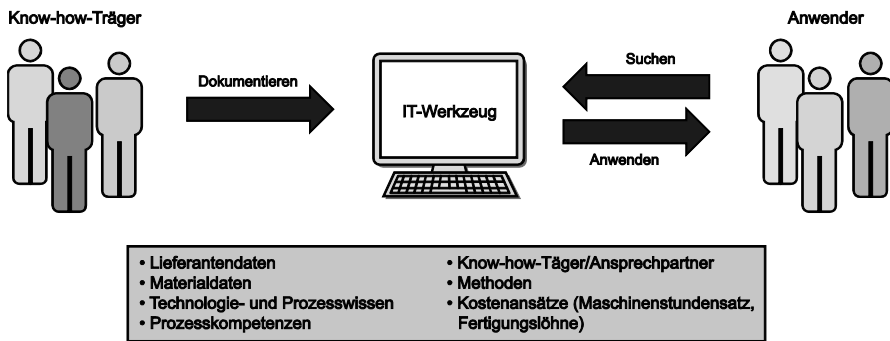 Know-how-Träger
Anwender
Dokumentieren
Suchen
IT-Werkzeug
Anwenden
• Lieferantendaten
• Materialdaten
• Technologie- und Prozesswissen
• Prozesskompetenzen
• Know-how-Täger/Ansprechpartner
• Methoden
• Kostenansätze (Maschinenstundensatz,
Fertigungslöhne)